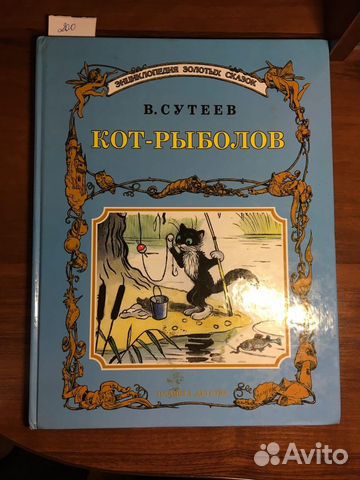 200
ЭНЦИКЛОПЕДИЯ ЗОЛОТЫХ СКАЗОК
В. СУТЕЕВ
КОТ-РЫБОЛОВ
Avito